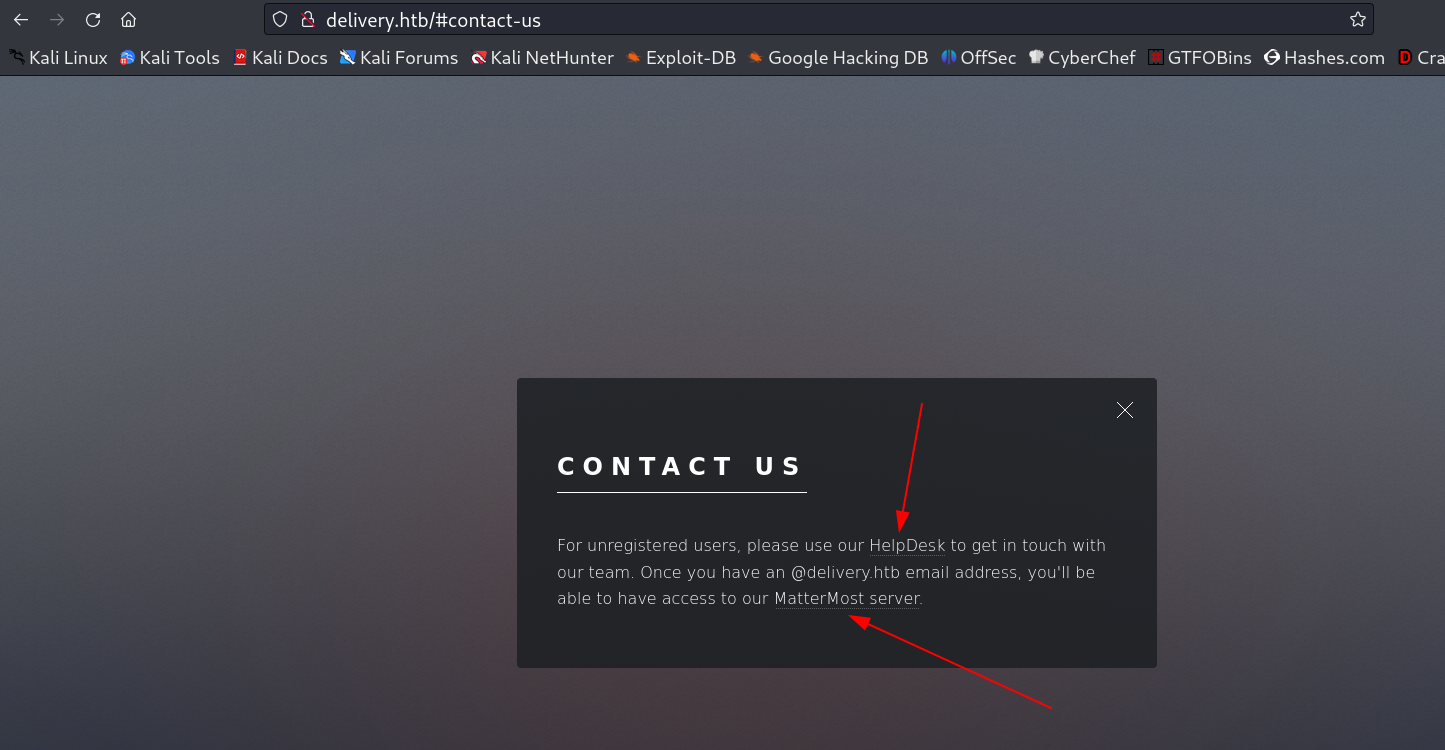 delivery.htb/#contact-us
Kali Linux Kali Tools Kali Docs Kali Forums Kali NetHunter Exploit-DB Google Hacking DB OffSec CyberChef GTFOBins Hashes.com Cra
CONTACT US
For unregistered users, please use our HelpDesk to get in touch with
our team. Once you have an @delivery.htb email address, you'll be
able to have access to our MatterMost server.